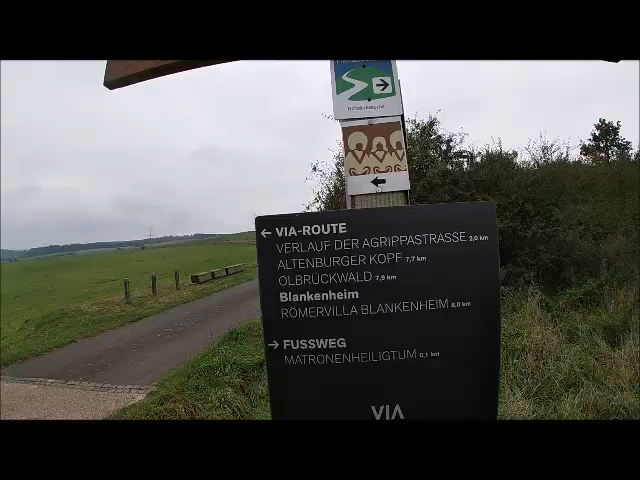 ← VIA-ROUTE
VERLAUF DER AGRIPPASTRASSE 2,0 km
ALTENBURGER KOPF 7,7 km
OLBRÜCKWALD 7,9 km
Blankenheim
RÖMERVILLA BLANKENHEIM 8,0 km
→ FUSSWEG
MATRONENHEILIGTUM 0,1 km
VIA